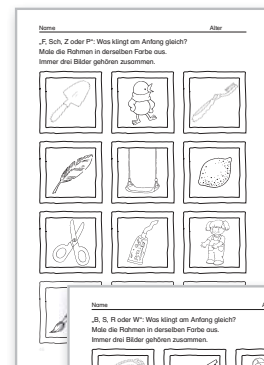 Name Alter
„F, Sch, Z oder P“: Was klingt am Anfang gleich?
Male die Rahmen in derselben Farbe aus.
Immer drei Bilder gehören zusammen.
Name
„B, S, R oder W“: Was klingt am Anfang gleich?
Male die Rahmen in derselben Farbe aus.
Immer drei Bilder gehören zusammen.